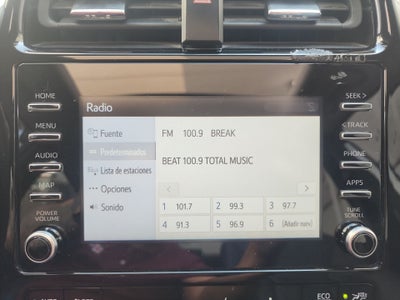 Radio
HOME
MENU
AUDIO
MAP
POWER
VOLUME
SEEK >
< TRACK
PHONE
APPS
TUNE
SCROLL
Fuente
Predeterminados
Lista de estaciones
Opciones
Sonido
FM 100.9 BREAK
BEAT 100.9 TOTAL MUSIC
1 101.7 2 99.3 3 97.7
4 91.3 5 96.9 6 (Añadir nuev.)
ECO